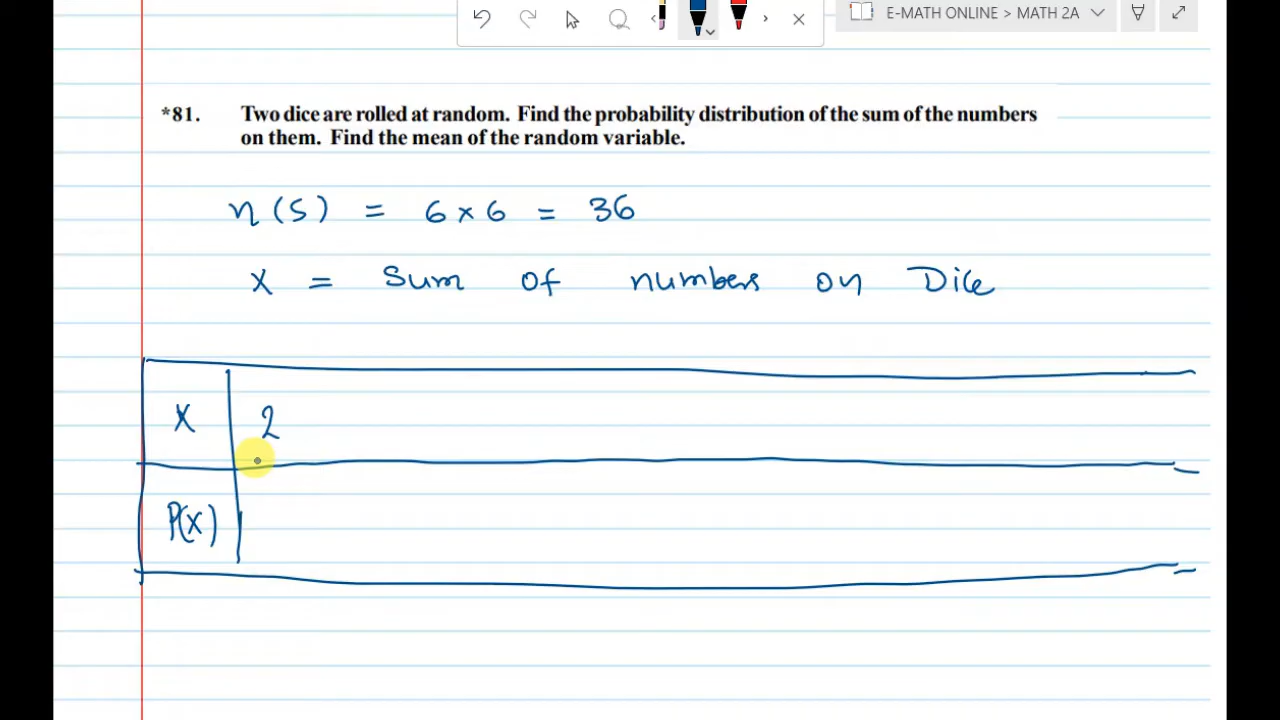 E-MATH ONLINE > MATH 2A
*81. Two dice are rolled at random. Find the probability distribution of the sum of the numbers
on them. Find the mean of the random variable.
n(S) = 6 × 6 = 36
X = Sum of numbers on Dice
X 2
P(X)